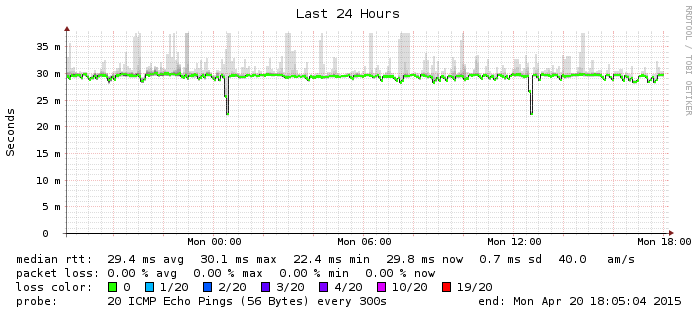 Last 24 Hours
RRDTOOL / TOBI OETIKER
Seconds
35 m
30 m
25 m
20 m
15 m
10 m
5 m
0
Mon 00:00 Mon 06:00 Mon 12:00 Mon 18:00
median rtt: 29.4 ms avg 30.1 ms max 22.4 ms min 29.8 ms now 0.7 ms sd 40.0 am/s
packet loss: 0.00 % avg 0.00 % max 0.00 % min 0.00 % now
loss color: 0 1/20 2/20 3/20 4/20 10/20 19/20
probe: 20 ICMP Echo Pings (56 Bytes) every 300s end: Mon Apr 20 18:05:04 2015